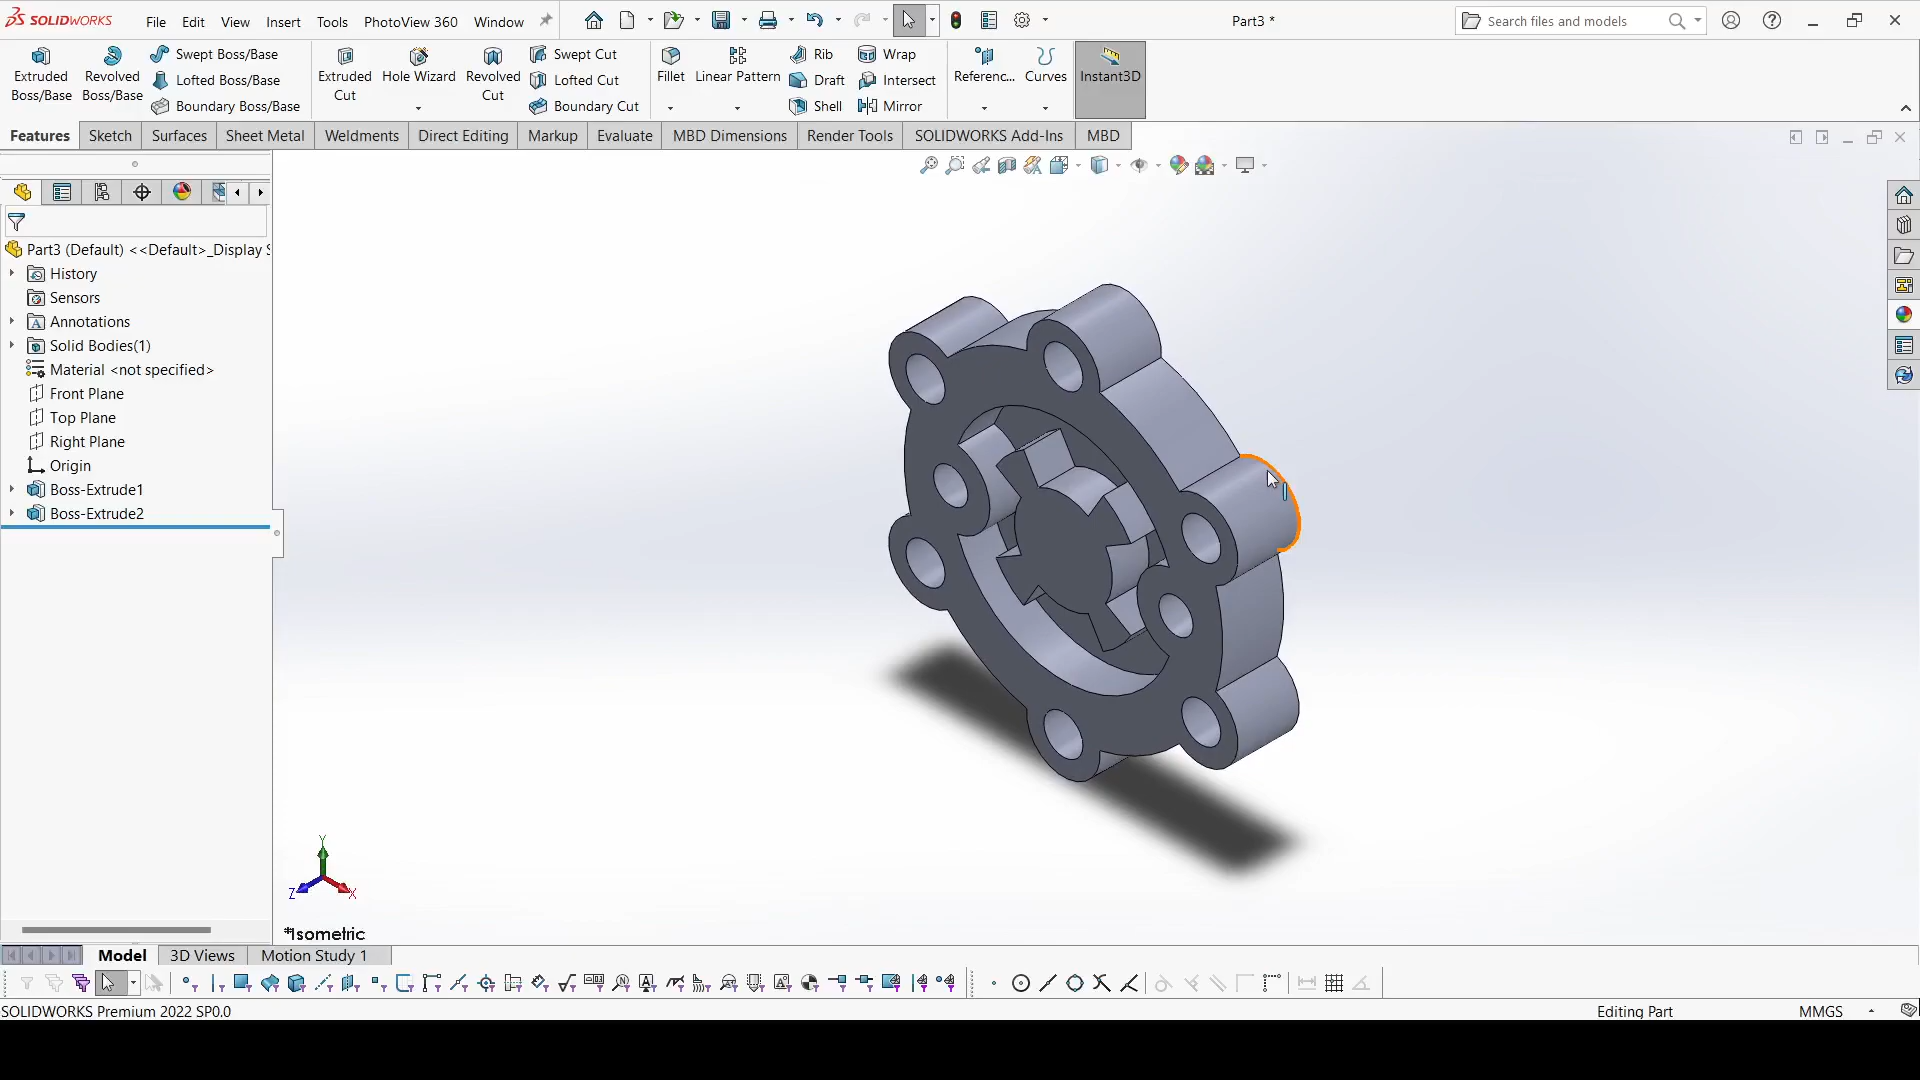 SOLIDWORKS File Edit View Insert Tools PhotoView 360 Window Part3 * Search files and models
Extruded Boss/Base
Revolved Boss/Base
Swept Boss/Base
Lofted Boss/Base
Boundary Boss/Base
Extruded Cut
Hole Wizard
Revolved Cut
Swept Cut
Lofted Cut
Boundary Cut
Fillet
Linear Pattern
Rib
Draft
Shell
Wrap
Intersect
Mirror
Referenc...
Curves
Instant3D
Features Sketch Surfaces Sheet Metal Weldments Direct Editing Markup Evaluate MBD Dimensions Render Tools SOLIDWORKS Add-Ins MBD
Part3 (Default) <<Default>_Display S
History
Sensors
Annotations
Solid Bodies(1)
Material <not specified>
Front Plane
Top Plane
Right Plane
Origin
Boss-Extrude1
Boss-Extrude2
Y
Z X
*Isometric
Model 3D Views Motion Study 1
SOLIDWORKS Premium 2022 SP0.0 Editing Part MMGS